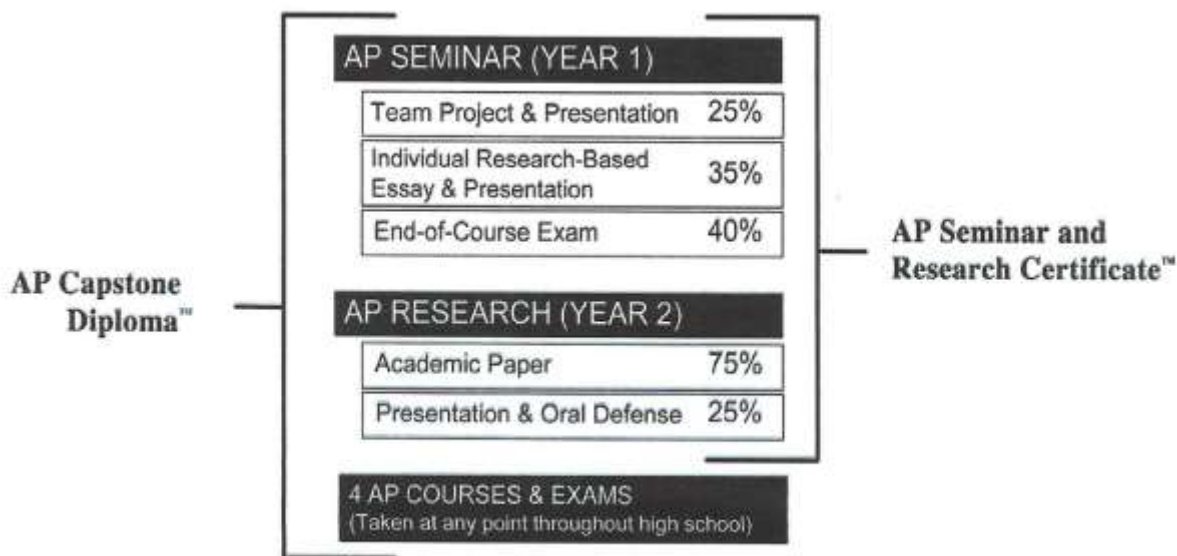 AP SEMINAR (YEAR 1)
Team Project & Presentation 25%
Individual Research-Based
Essay & Presentation 35%
End-of-Course Exam 40%
AP Seminar and
Research Certificate™
AP Capstone
Diploma™
AP RESEARCH (YEAR 2)
Academic Paper 75%
Presentation & Oral Defense 25%
4 AP COURSES & EXAMS
(Taken at any point throughout high school)